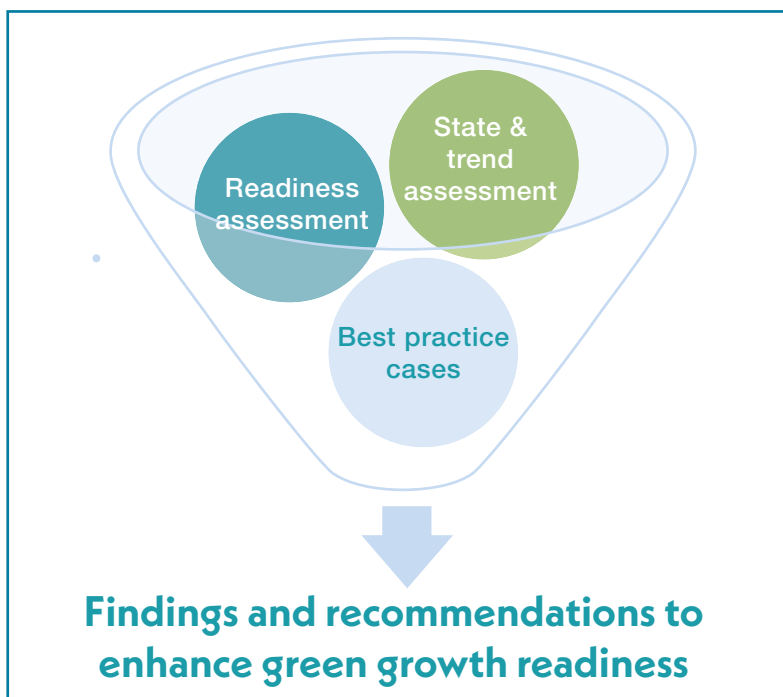 State &
trend
assessment
Readiness
assessment
Best practice
cases
Findings and recommendations to
enhance green growth readiness